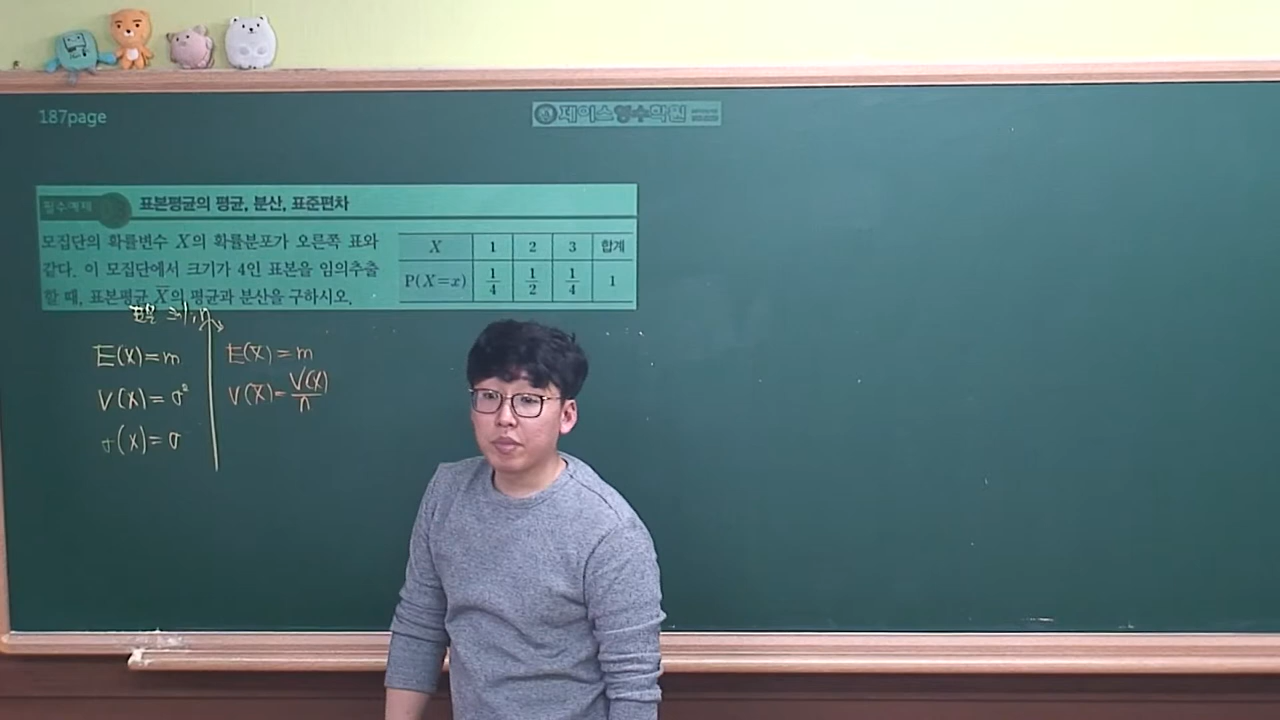 187page
제이스영수학원
필수예제
표본평균의 평균, 분산, 표준편차
모집단의 확률변수 X의 확률분포가 오른쪽 표와
같다. 이 모집단에서 크기가 4인 표본을 임의추출
할 때, 표본평균 X̄의 평균과 분산을 구하시오.
X 1 2 3 합계
P(X=x) 1/4 1/2 1/4 1
표본 크기, n
E(X)=m
V(X)=σ²
σ(X)=σ
E(X̄)=m
V(X̄)=V(X)/n